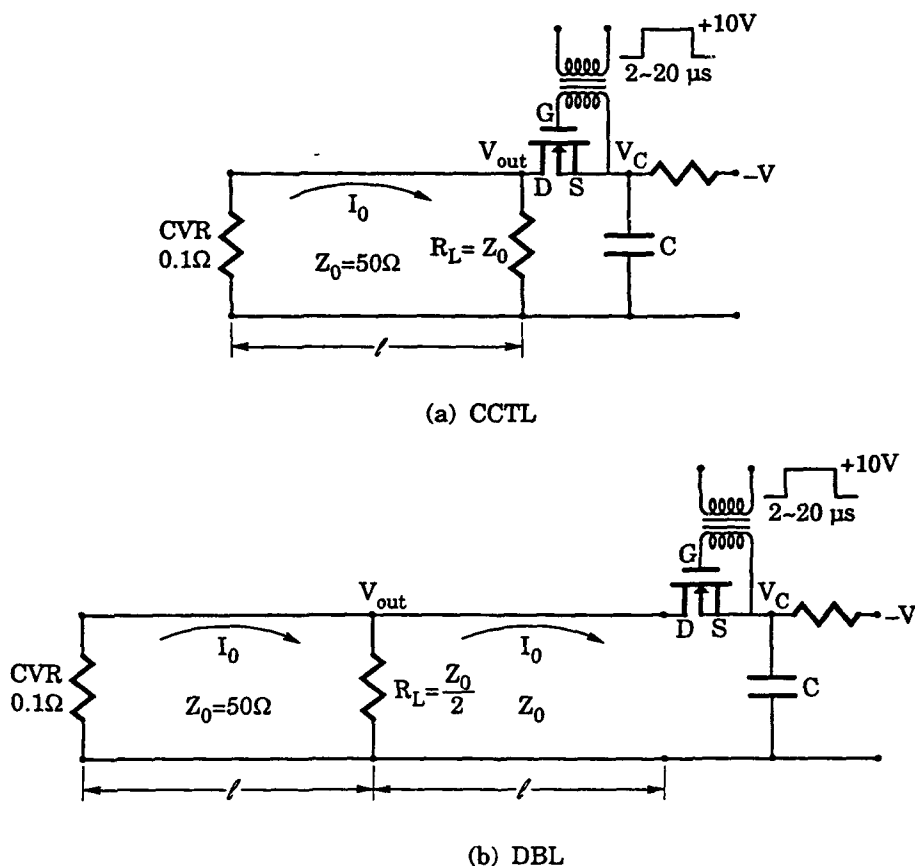 +10V
2~20 μs
G
V_out
D
S
V_C
–V
I_0
CVR
0.1Ω
Z_0=50Ω
R_L=Z_0
C
ℓ
(a) CCTL
+10V
2~20 μs
G
V_out
D
S
V_C
–V
I_0
I_0
CVR
0.1Ω
Z_0=50Ω
R_L=Z_0/2
Z_0
C
ℓ
ℓ
(b) DBL